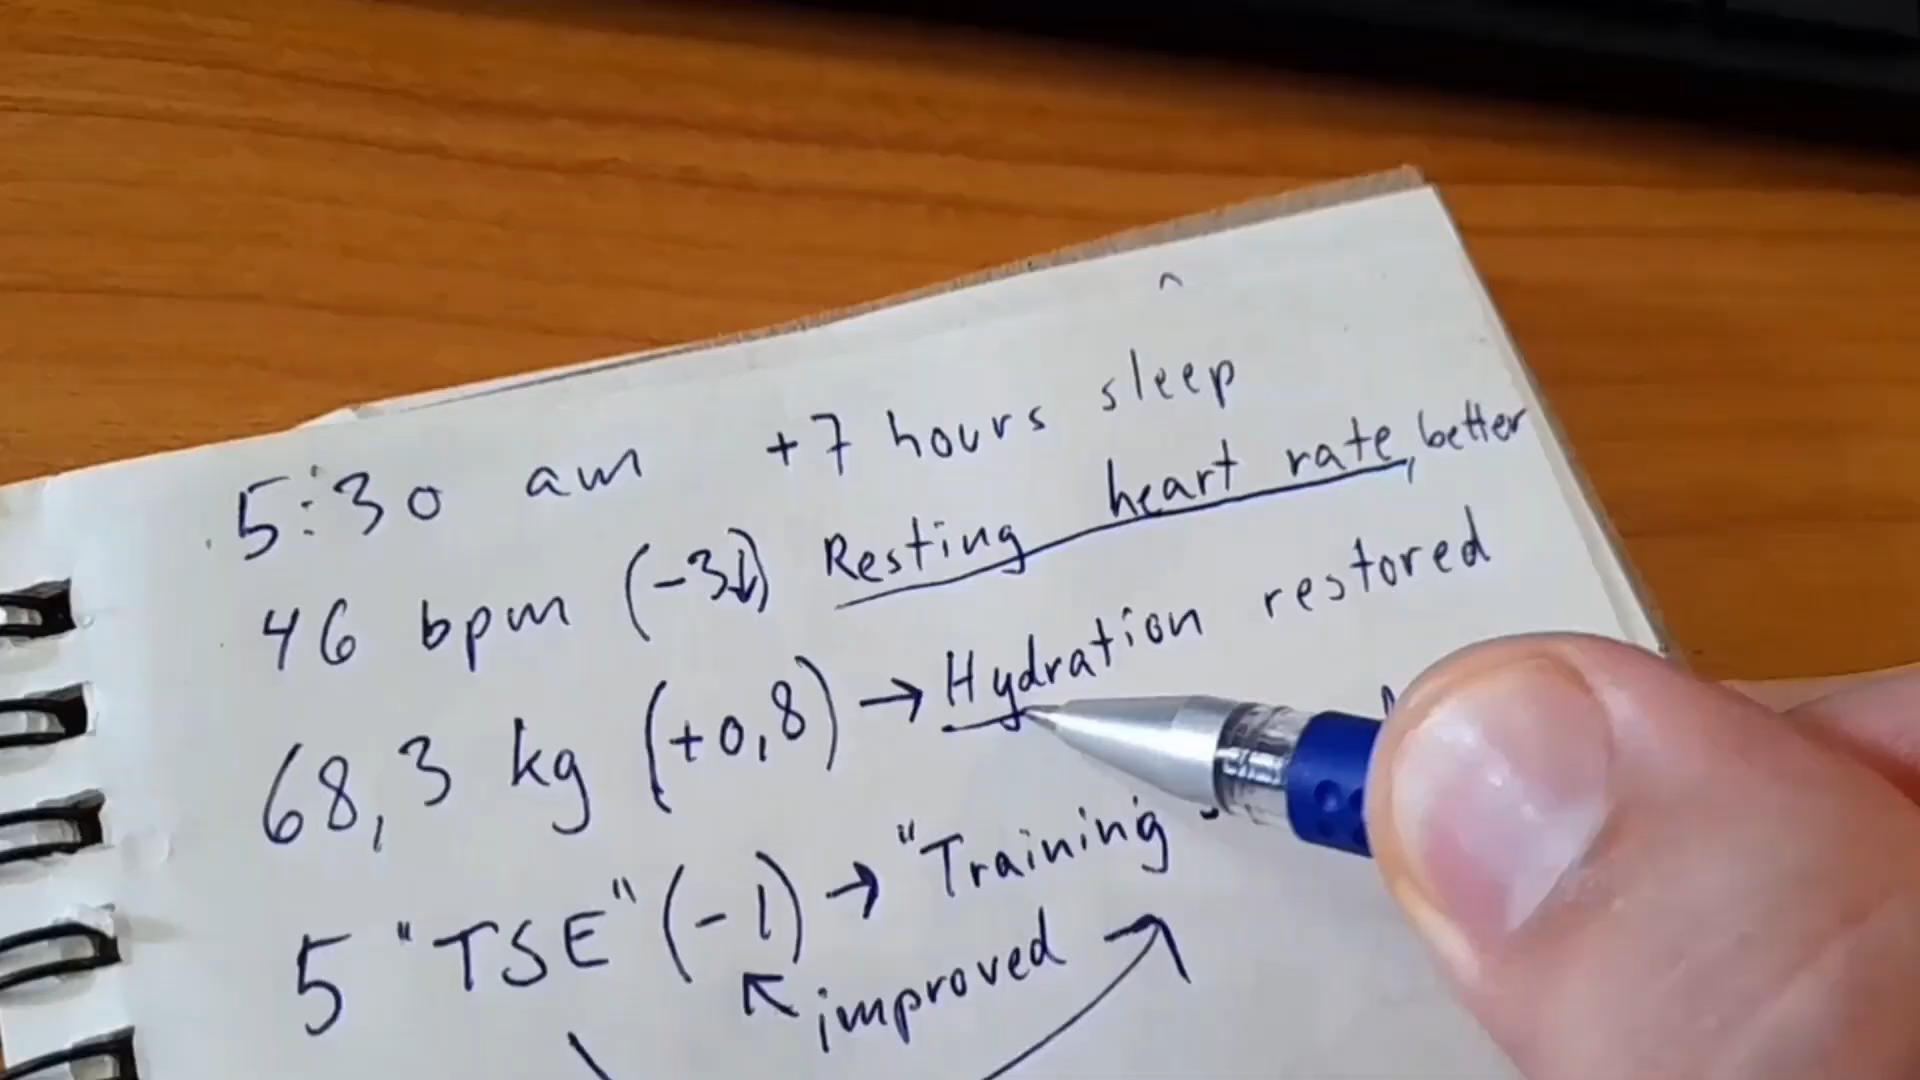 5:30 am +7 hours sleep
46 bpm (-3↓) Resting heart rate, better
68,3 kg (+0,8) → Hydration restored
5 "TSE" (-1) → "Training
improved